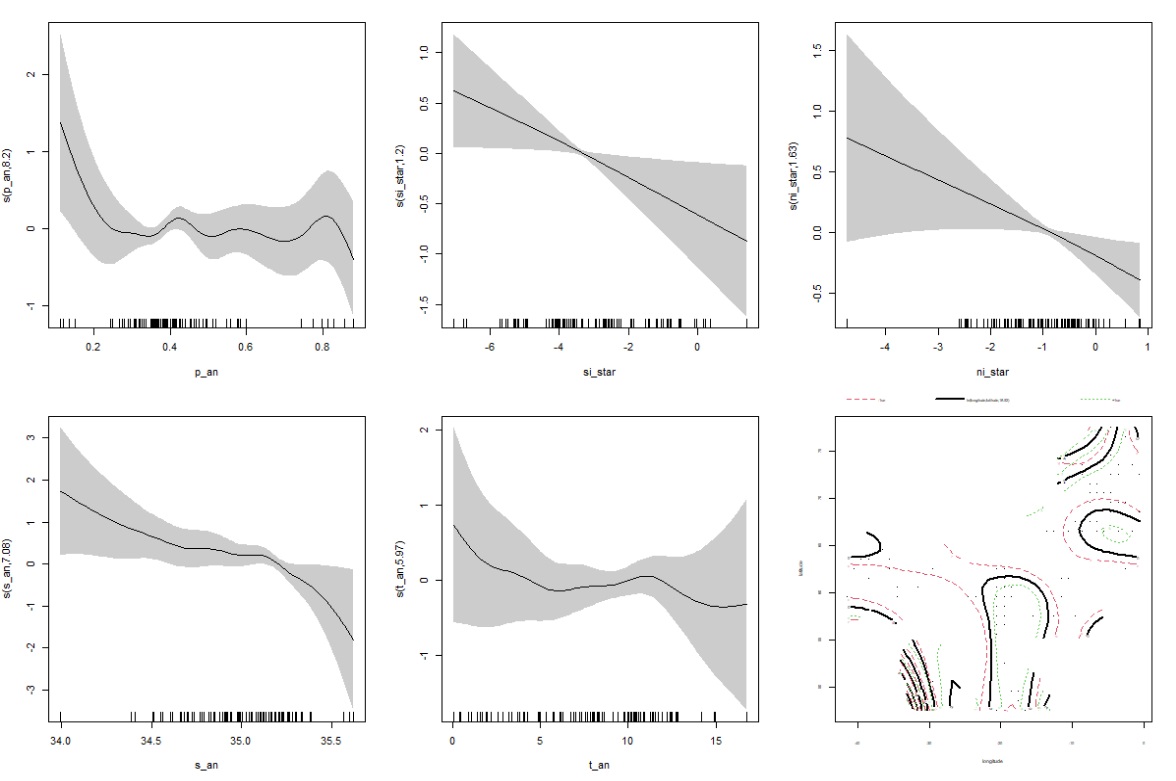 s(p_an,8.2)
2
1
0
-1
0.2 0.4 0.6 0.8
p_an
s(si_star,1.2)
1.0
0.5
0.0
-0.5
-1.0
-1.5
-6 -4 -2 0
si_star
s(ni_star,1.63)
1.5
1.0
0.5
0.0
-0.5
-4 -3 -2 -1 0 1
ni_star
s(s_an,7.08)
3
2
1
0
-1
-2
-3
34.0 34.5 35.0 35.5
s_an
s(t_an,5.97)
2
1
0
-1
0 5 10 15
t_an
latitude
longitude